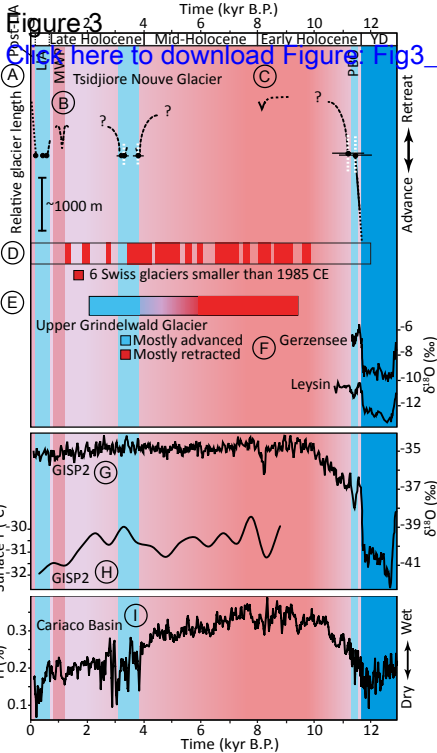 Time (kyr B.P.)
Figure 3
0 2 4 6 8 10 12
Late Holocene Mid-Holocene Early Holocene YD
Click here to download Figure: Fig3_
A
Tsidjiore Nouve Glacier
B
C
? ? ? ?
Relative glacier length
Retreat
Advance
~1000 m
D
6 Swiss glaciers smaller than 1985 CE
E
Upper Grindelwald Glacier
Mostly advanced
Mostly retracted
F
Gerzensee
Leysin
-6
-8
-10
-12
δ18O (‰)
GISP2 G
-35
-37
-39
-41
δ18O (‰)
-30
-31
-32
GISP2 H
Cariaco Basin I
0.3
0.2
0.1
Wet
Dry
0 2 4 6 8 10 12
Time (kyr B.P.)